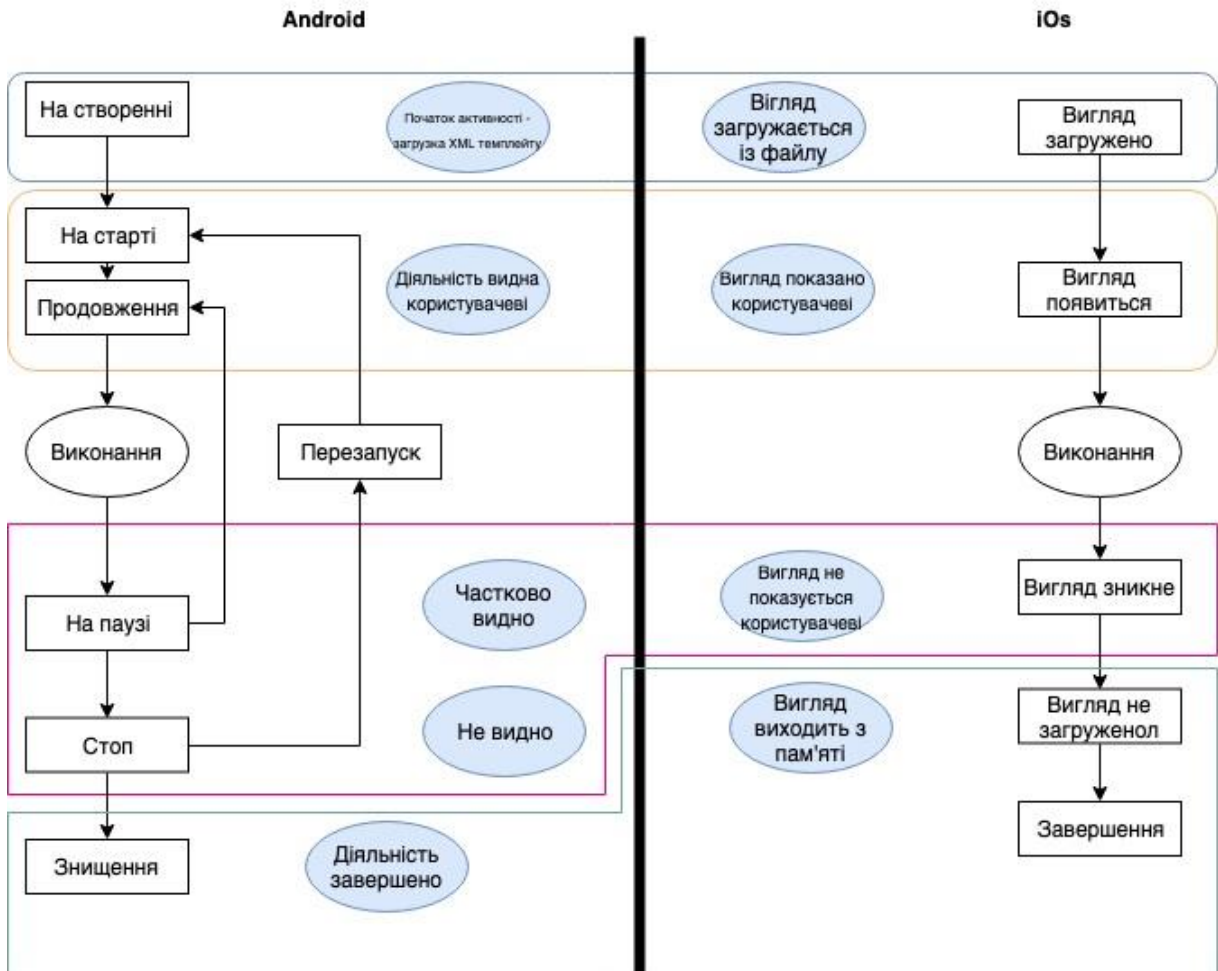 Android
iOs
На створенні
Початок активності -
загрузка XML темплейту
Вігляд
загружається
із файлу
Вигляд
загружено
На старті
Продовження
Діяльність видна
користувачеві
Вигляд показано
користувачеві
Вигляд
появиться
Виконання
Перезапуск
Виконання
На паузі
Частково
видно
Вигляд не
показується
користувачеві
Вигляд зникне
Стоп
Не видно
Вигляд
виходить з
пам'яті
Вигляд не
загруженол
Знищення
Діяльність
завершено
Завершення